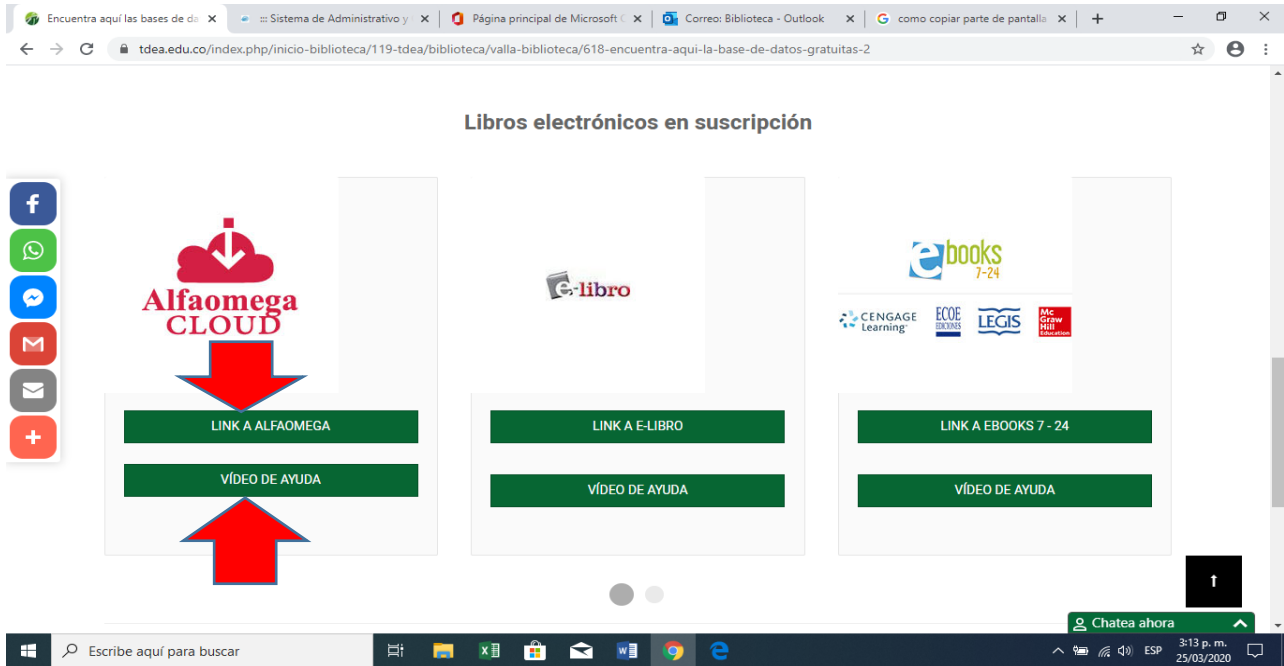 Encuentra aquí las bases de da
::: Sistema de Administrativo y
Página principal de Microsoft
Correo: Biblioteca - Outlook
como copiar parte de pantalla
tdea.edu.co/index.php/inicio-biblioteca/119-tdea/biblioteca/valla-biblioteca/618-encuentra-aqui-la-base-de-datos-gratuitas-2
Libros electrónicos en suscripción
Alfaomega
CLOUD
e-libro
ebooks
7-24
CENGAGE
Learning
ECOE
EDICIONES
LEGIS
Mc
Graw
Hill
Education
LINK A ALFAOMEGA
LINK A E-LIBRO
LINK A EBOOKS 7 - 24
VÍDEO DE AYUDA
VÍDEO DE AYUDA
VÍDEO DE AYUDA
Chatea ahora
Escribe aquí para buscar
ESP
3:13 p. m.
25/03/2020